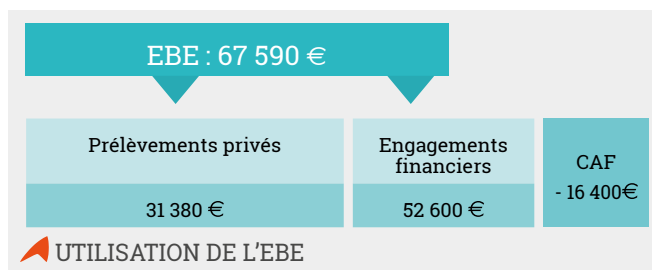 EBE : 67 590 €
Prélèvements privés
31 380 €
Engagements
financiers
52 600 €
CAF
- 16 400€
UTILISATION DE L'EBE